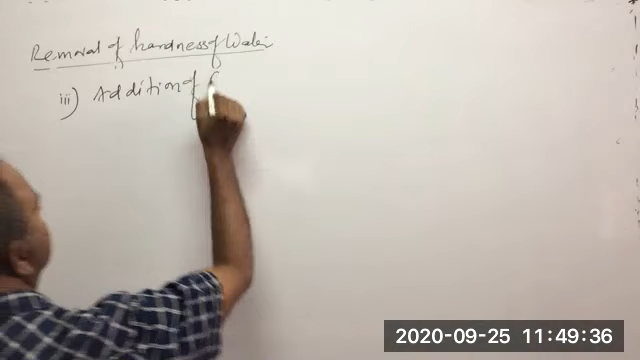 Removal of hardness of Water
iii) Addition of
2020-09-25 11:49:36